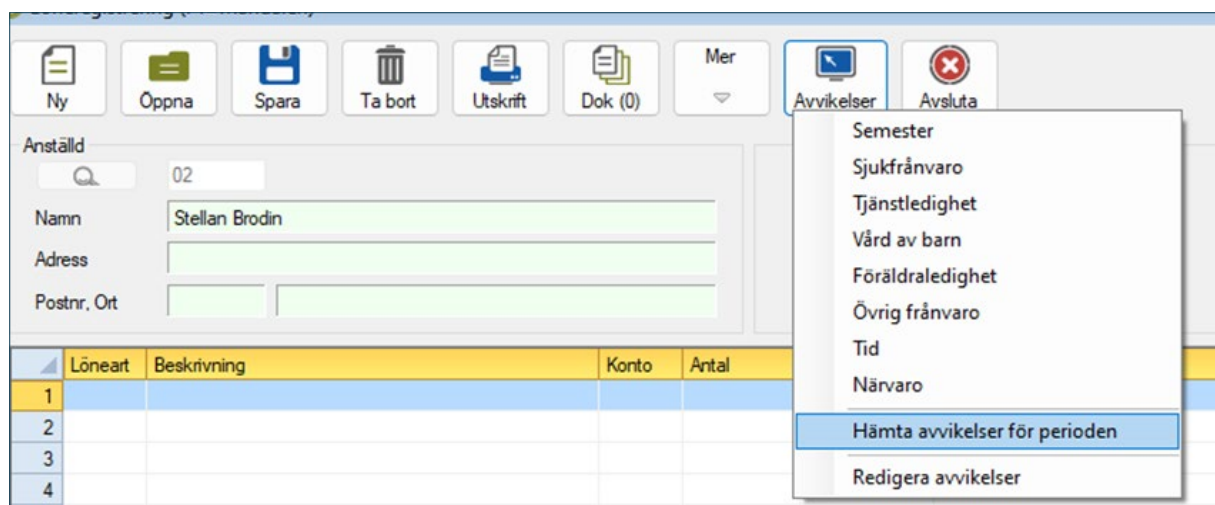 Mer
Ny Öppna Spara Ta bort Utskrift Dok (0) Avvikelser Avsluta
Anställd
02
Namn Stellan Brodin
Adress
Postnr, Ort
Semester
Sjukfrånvaro
Tjänstledighet
Vård av barn
Föräldraledighet
Övrig frånvaro
Tid
Närvaro
Hämta avvikelser för perioden
Redigera avvikelser
Löneart Beskrivning Konto Antal
1
2
3
4